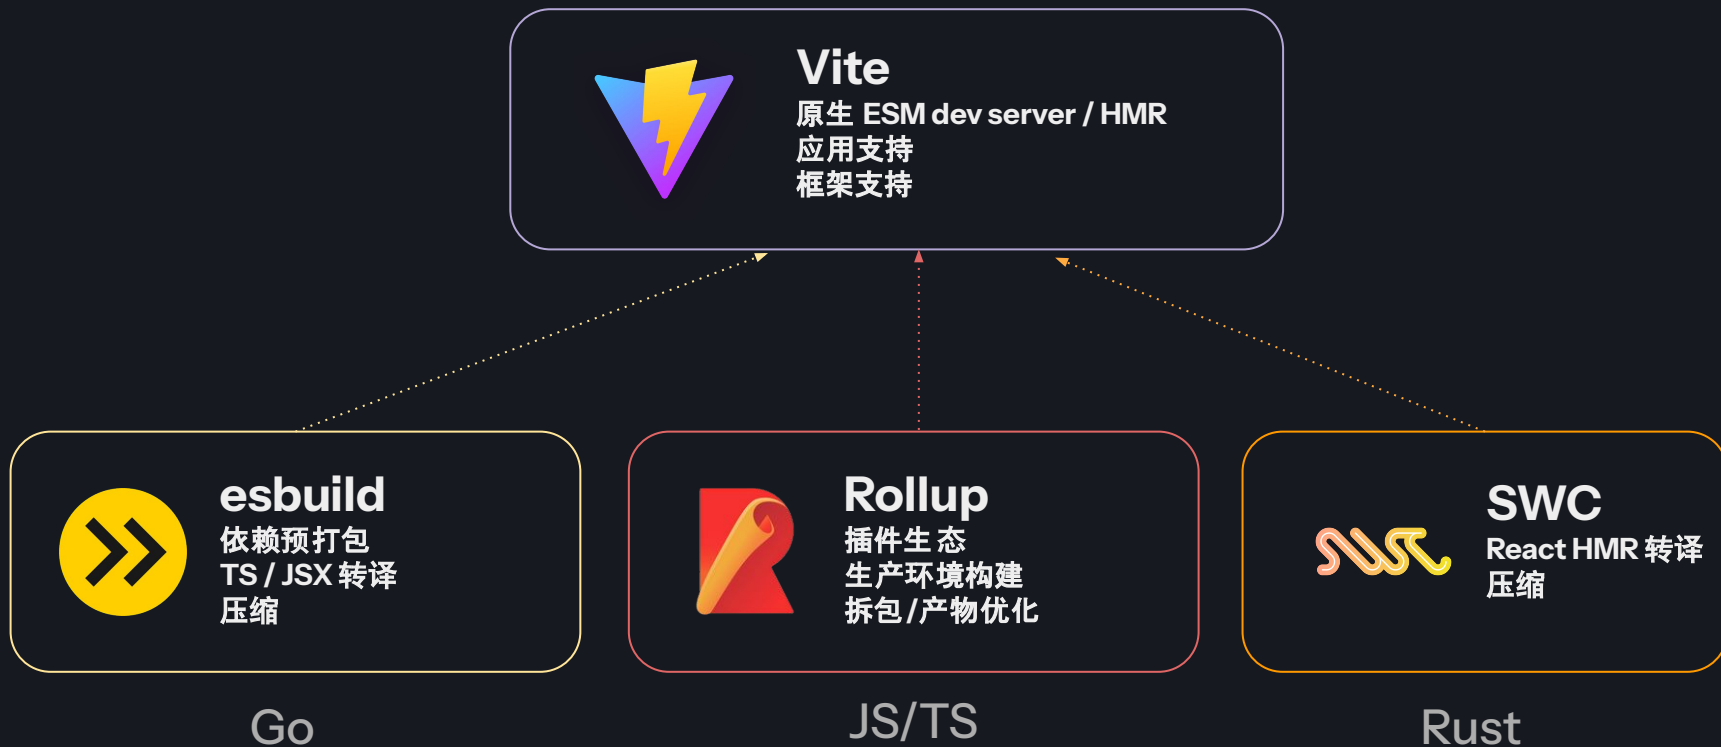 Vite
原生 ESM dev server / HMR
应用支持
框架支持
esbuild
依赖预打包
TS / JSX 转译
压缩
Rollup
插件生态
生产环境构建
拆包/产物优化
SWC
React HMR 转译
压缩
Go
JS/TS
Rust